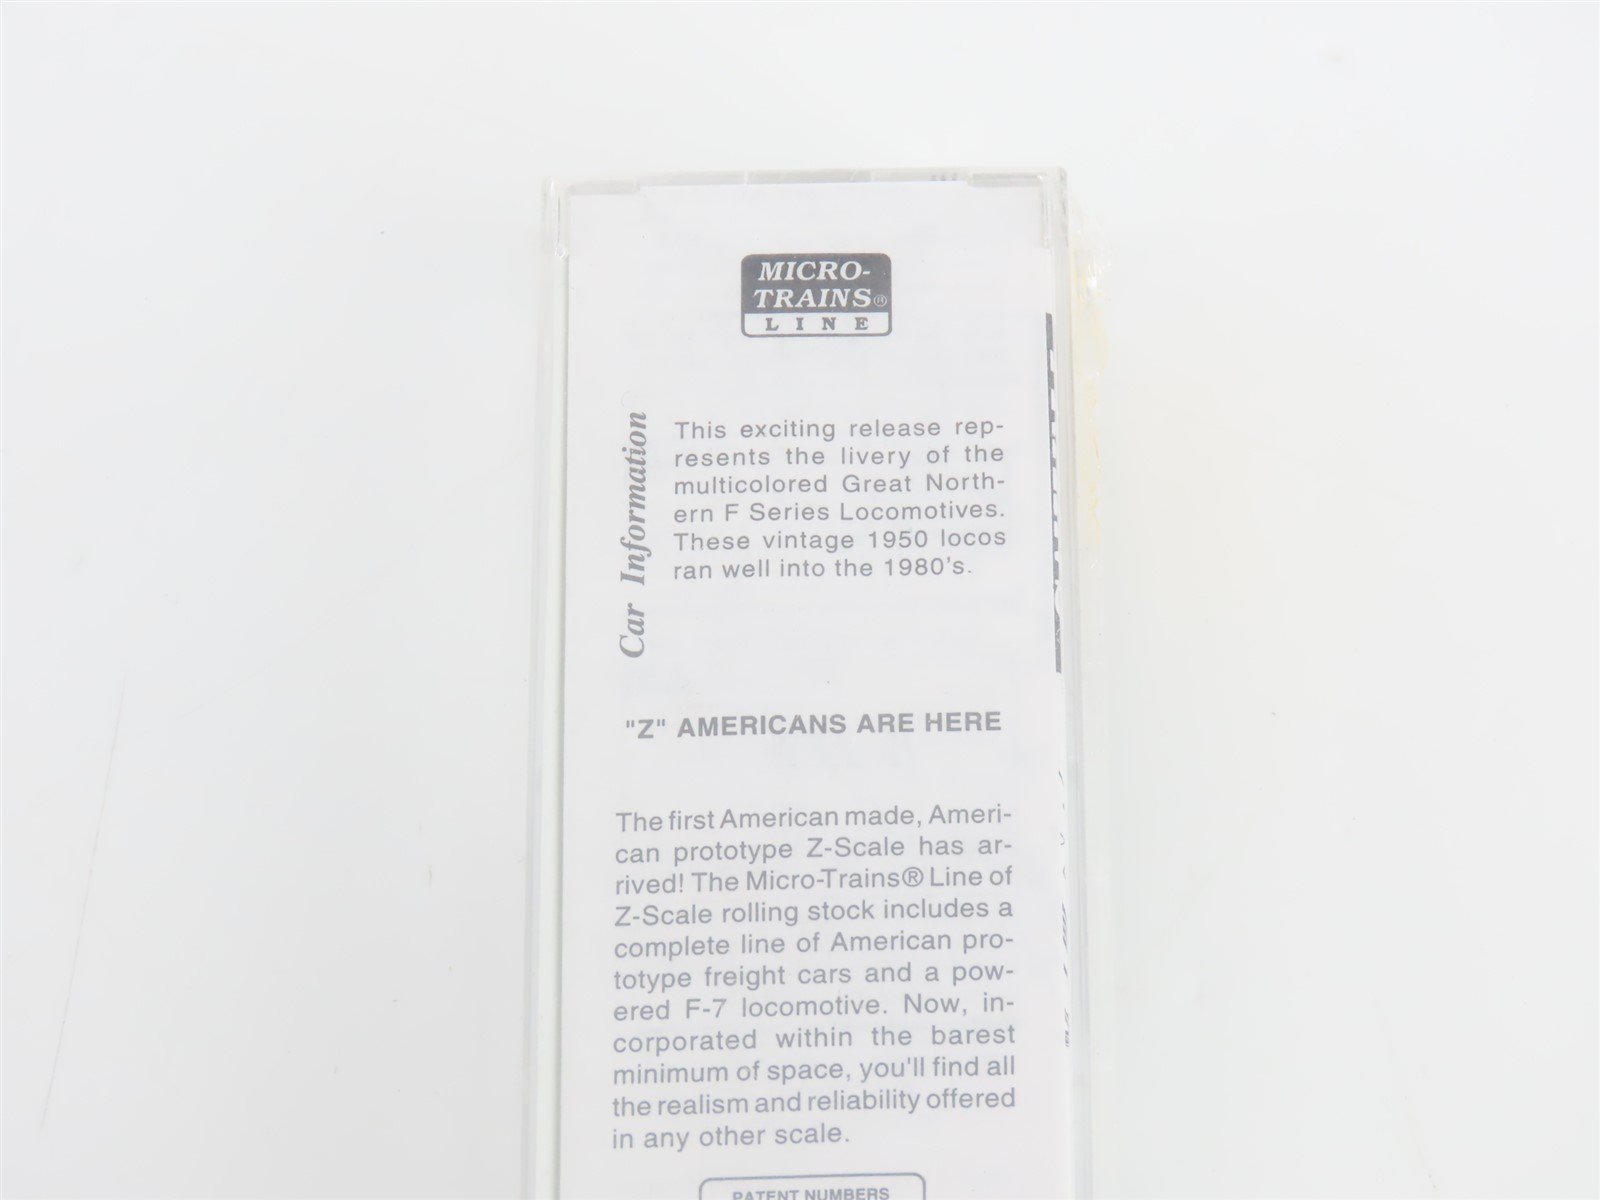 MICRO-
TRAINS®
LINE
Car Information
This exciting release rep-
resents the livery of the
multicolored Great North-
ern F Series Locomotives.
These vintage 1950 locos
ran well into the 1980's.
"Z" AMERICANS ARE HERE
The first American made, Ameri-
can prototype Z-Scale has ar-
rived! The Micro-Trains® Line of
Z-Scale rolling stock includes a
complete line of American pro-
totype freight cars and a pow-
ered F-7 locomotive. Now, in-
corporated within the barest
minimum of space, you'll find all
the realism and reliability offered
in any other scale.
PATENT NUMBERS